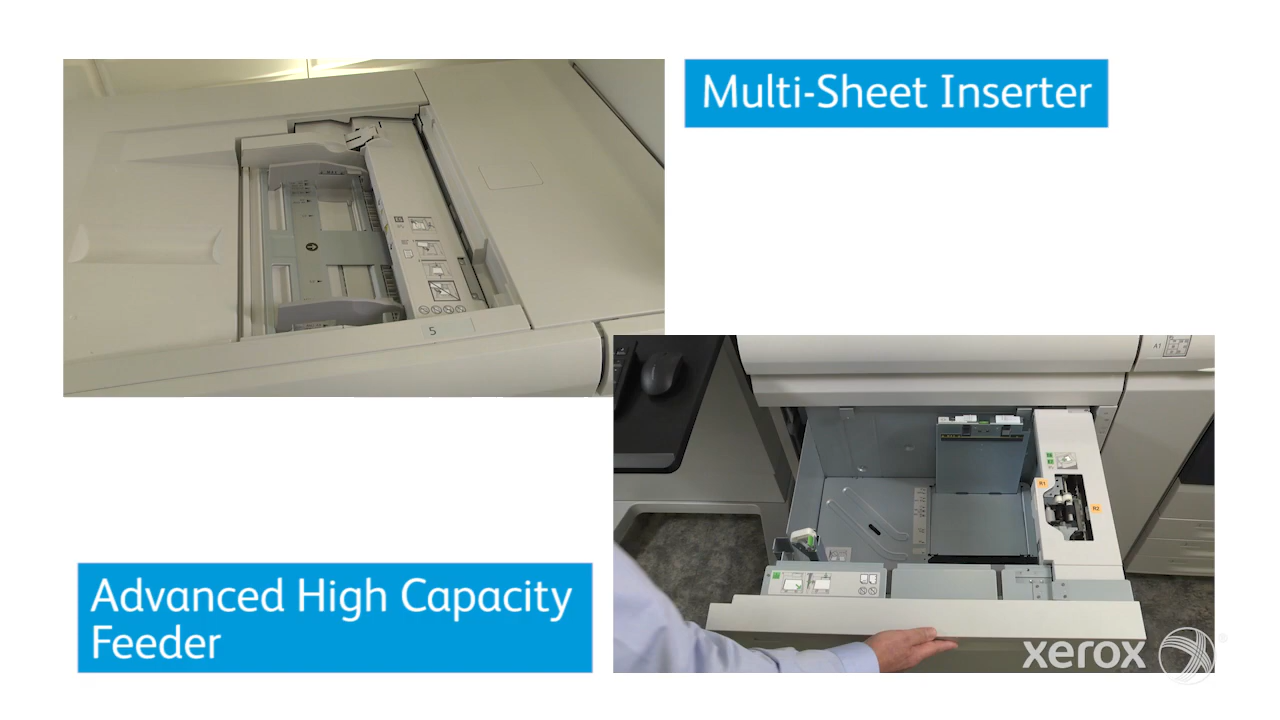 Multi-Sheet Inserter
5
A1
R1
R2
Advanced High Capacity
Feeder
xerox